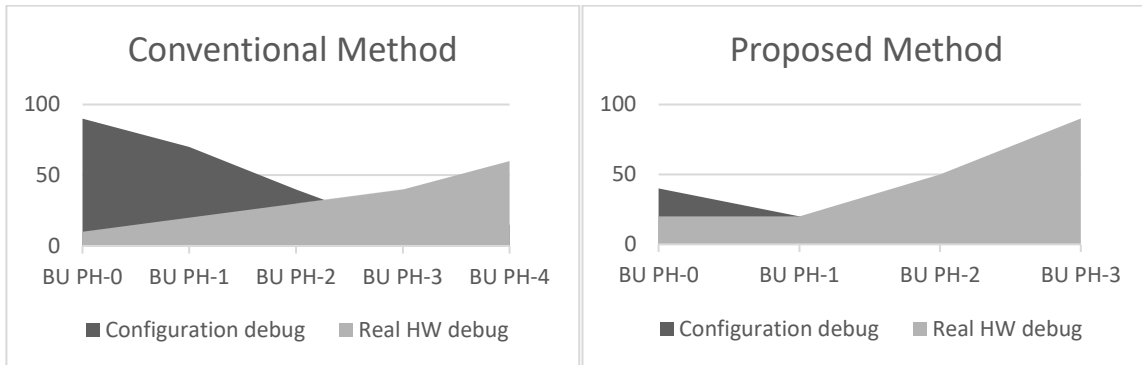 Conventional Method
100
50
0
BU PH-0 BU PH-1 BU PH-2 BU PH-3 BU PH-4
Configuration debug Real HW debug
Proposed Method
100
50
0
BU PH-0 BU PH-1 BU PH-2 BU PH-3
Configuration debug Real HW debug